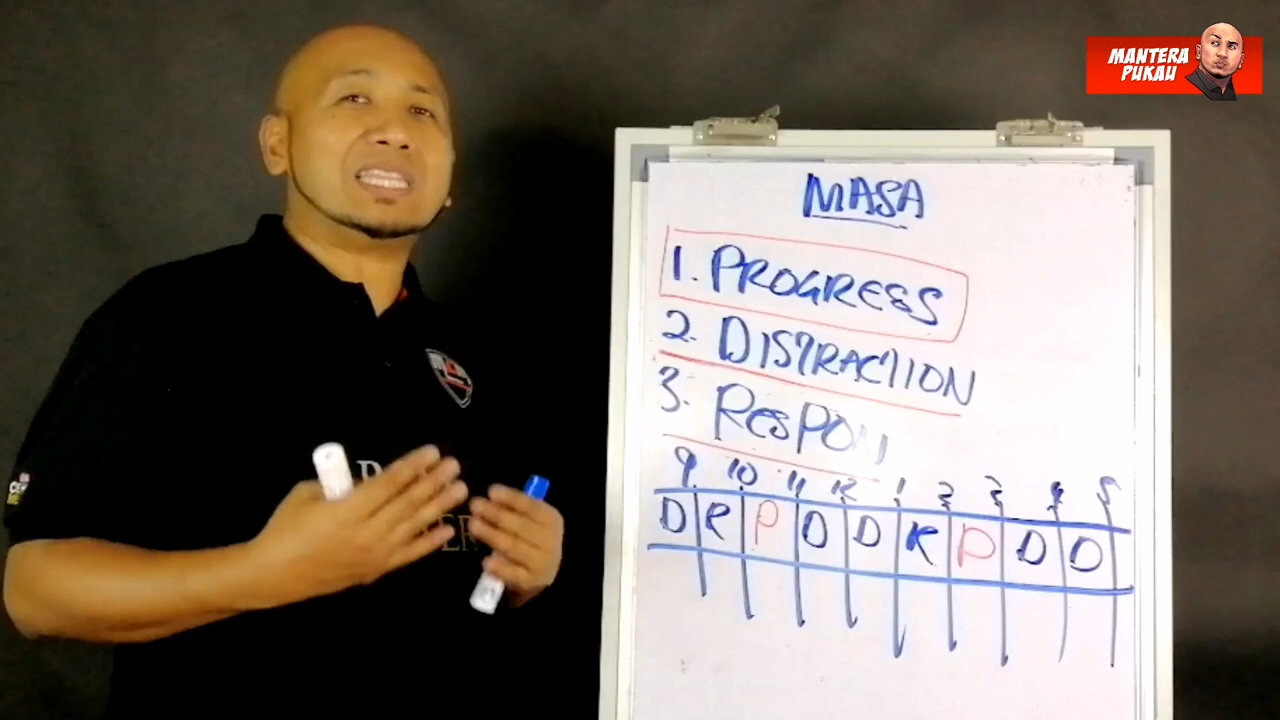 MANTERA
PUKAU
MASA
1. PROGRESS
2. DISTRACTION
3. RESPON
9 10 11 12 1 2 3 4 5
D R P D D R P D D